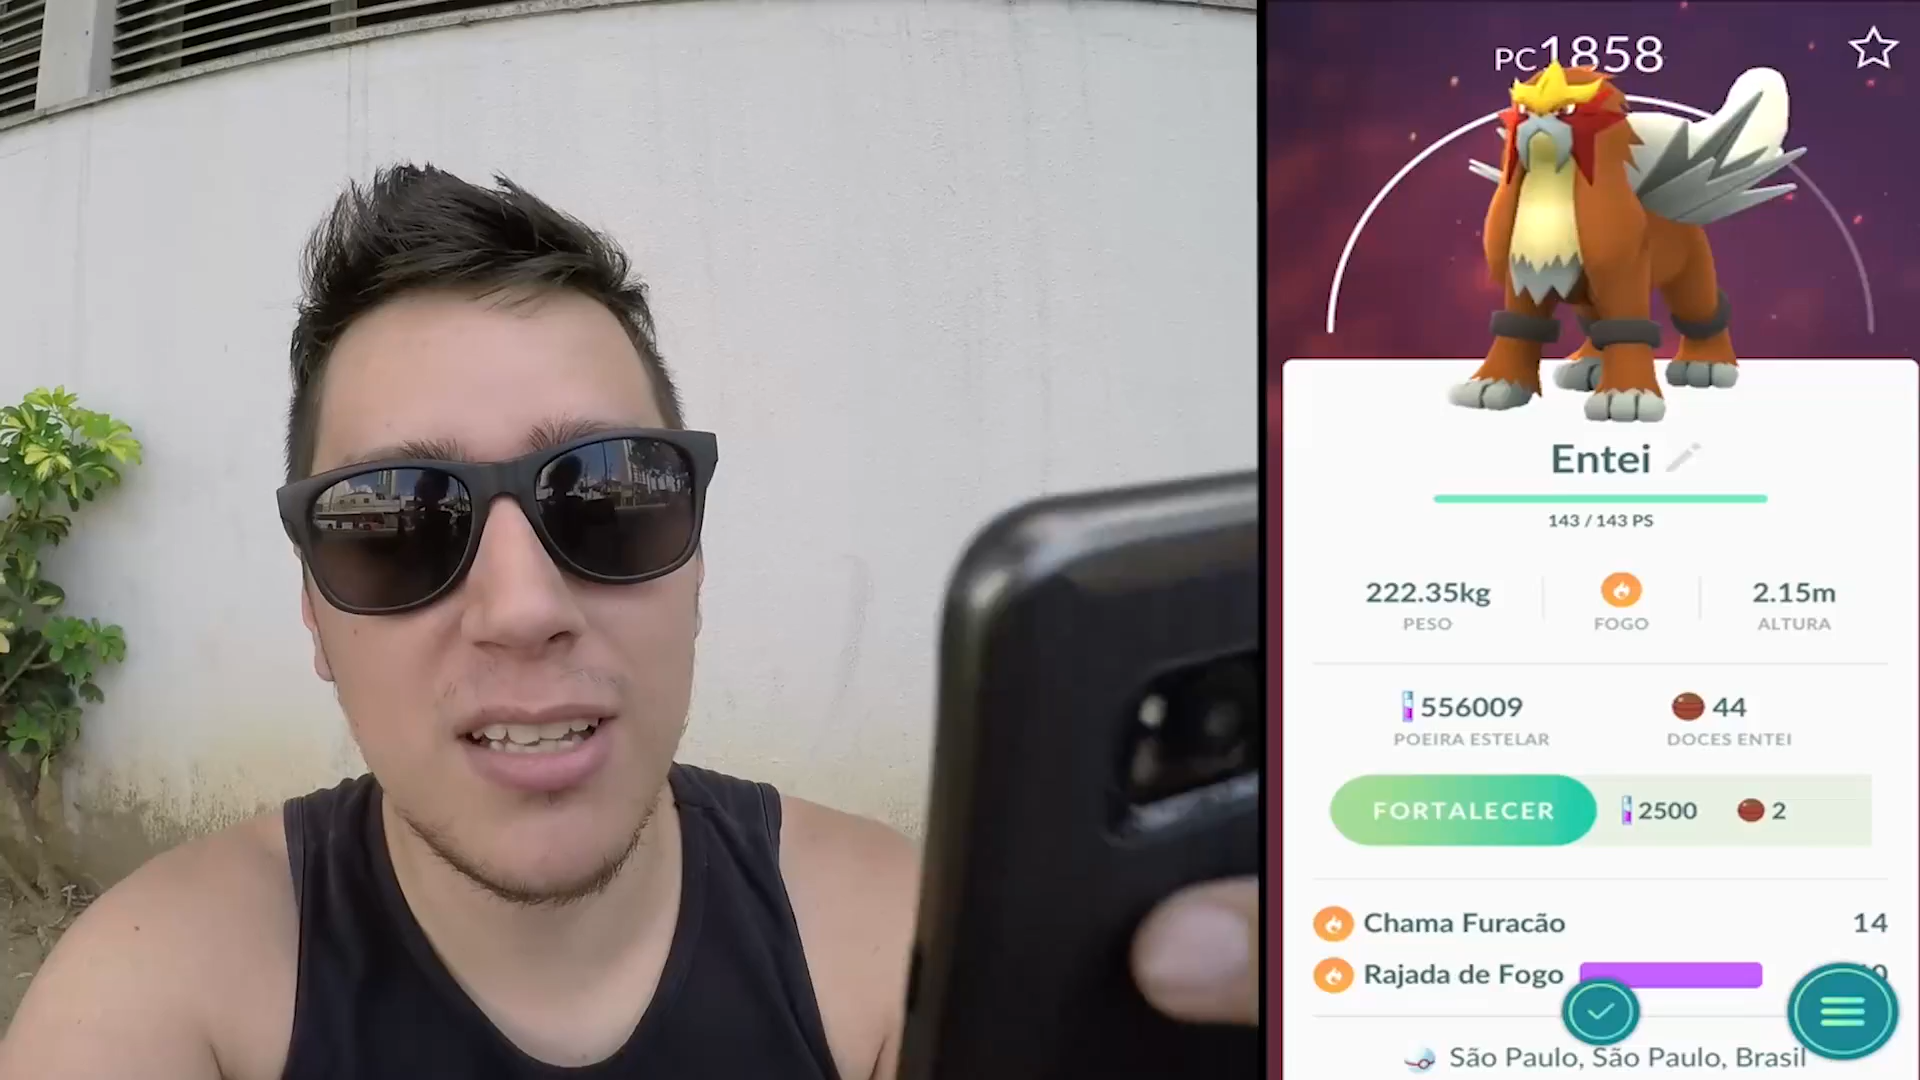 PC1858
Entei
143 / 143 PS
222.35kg
PESO
FOGO
2.15m
ALTURA
556009
POEIRA ESTELAR
44
DOCES ENTEI
FORTALECER
2500
2
Chama Furacão
14
Rajada de Fogo
São Paulo, São Paulo, Brasil